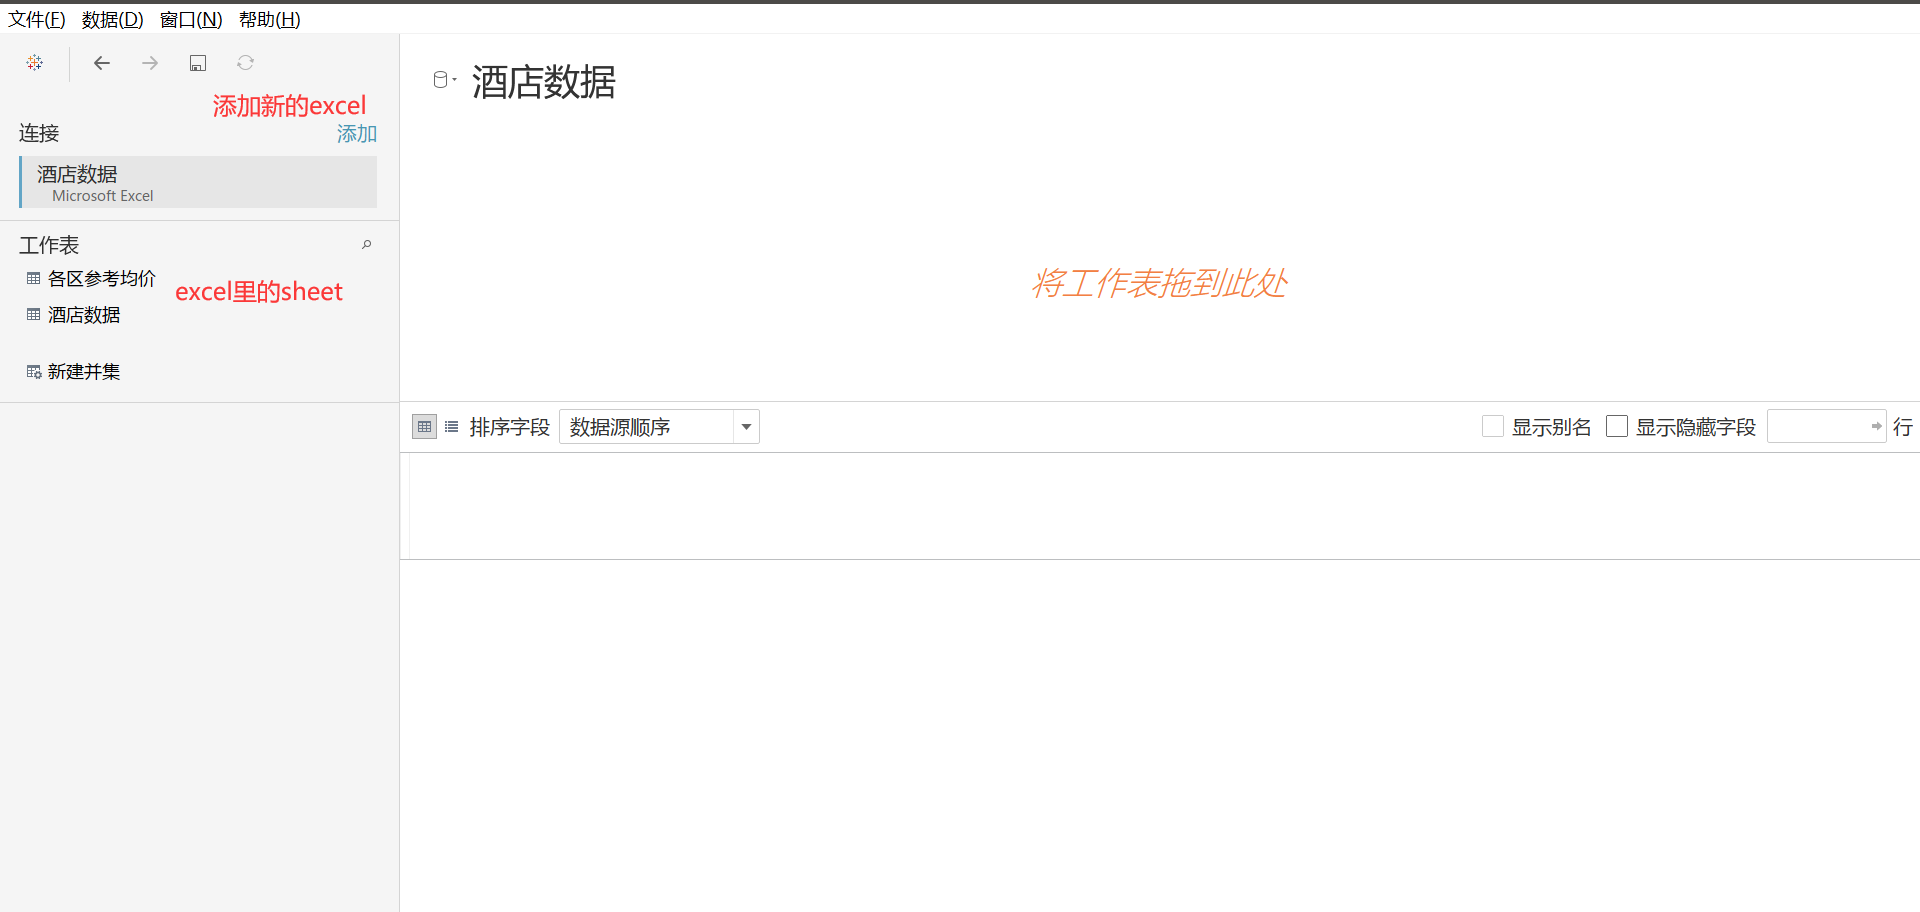 文件(F) 数据(D) 窗口(N) 帮助(H)
酒店数据
添加新的excel
连接 添加
酒店数据
Microsoft Excel
工作表
各区参考均价
excel里的sheet
酒店数据
新建并集
将工作表拖到此处
排序字段 数据源顺序 显示别名 显示隐藏字段 行